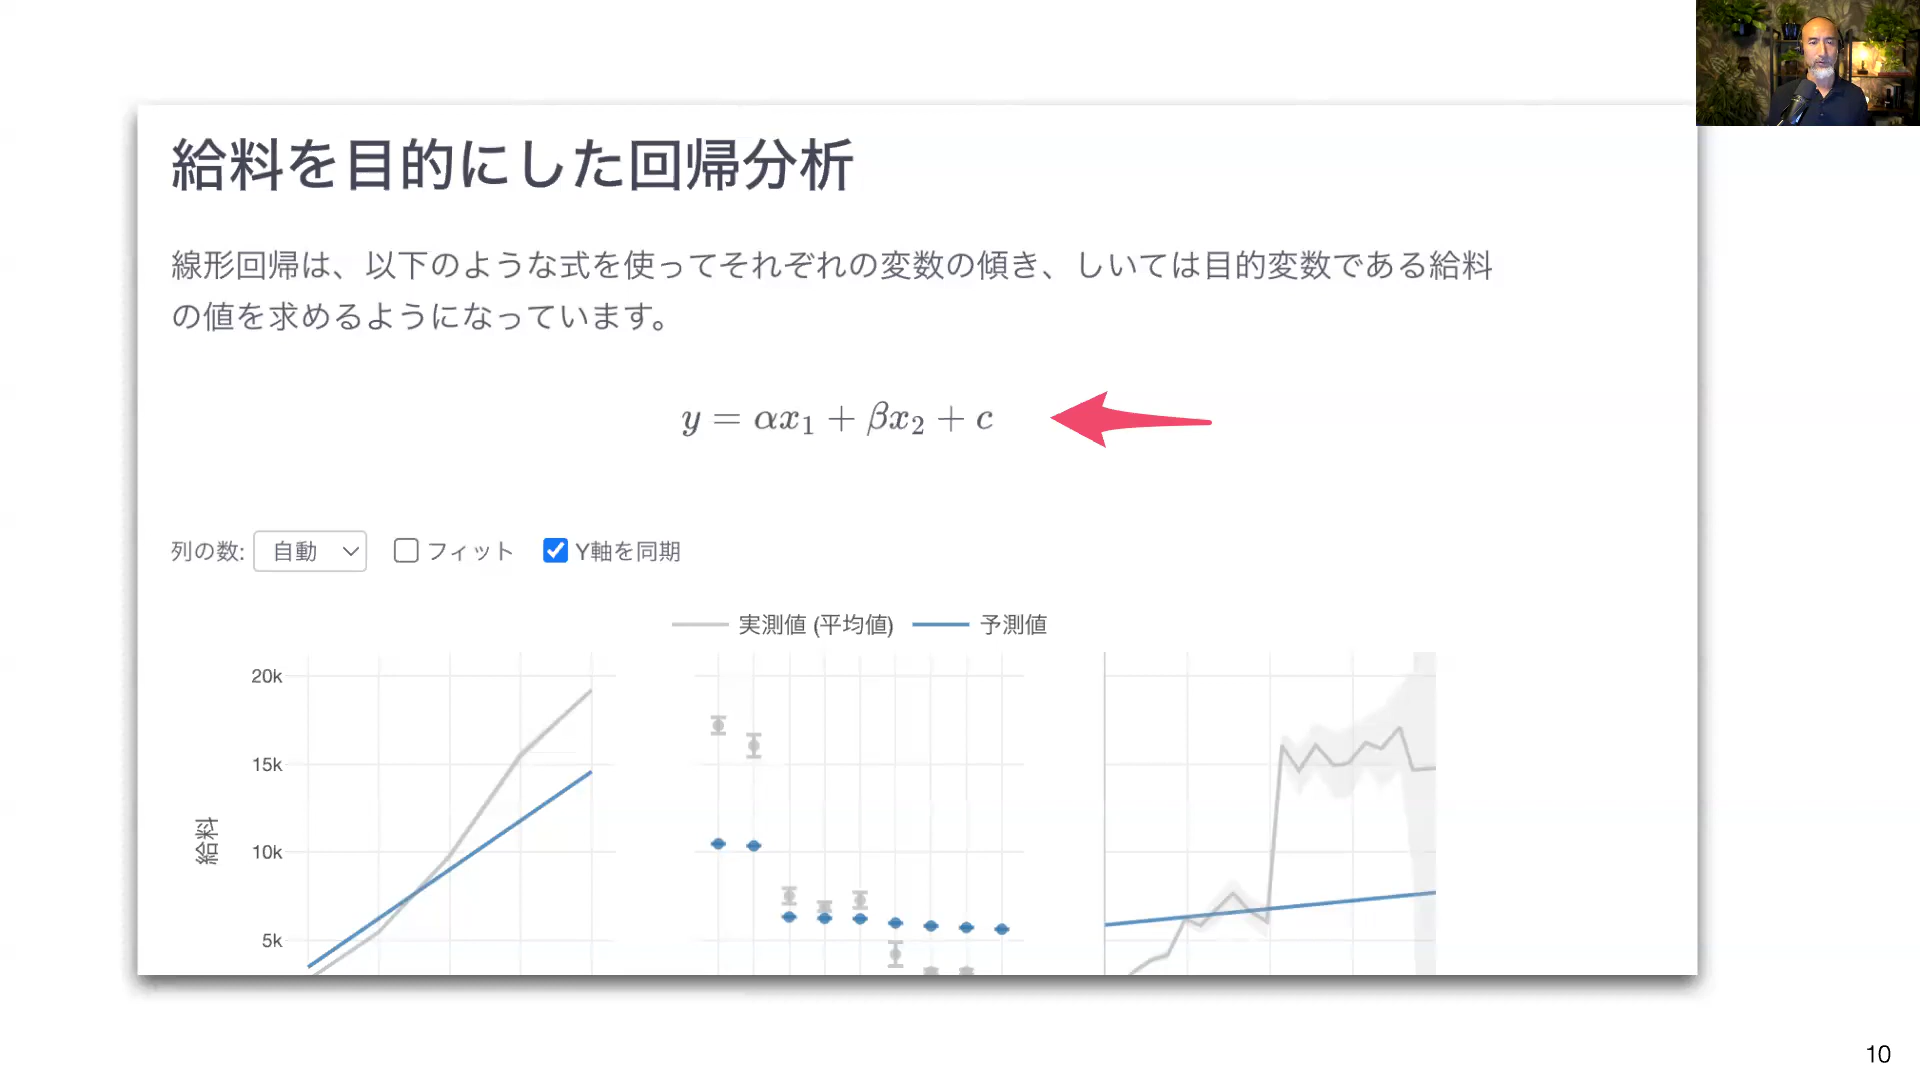 給料を目的にした回帰分析
線形回帰は、以下のような式を使ってそれぞれの変数の傾き、しいては目的変数である給料
の値を求めるようになっています。
y = αx₁ + βx₂ + c
列の数: 自動 フィット Y軸を同期
実測値 (平均値) 予測値
20k
15k
10k
5k
給料
10